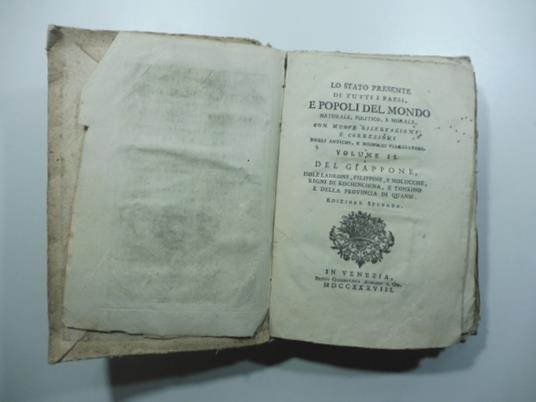 LO STATO PRESENTE
DI TUTTI I PAESI,
E POPOLI DEL MONDO
NATURALE, POLITICO, E MORALE,
CON NUOVE OSSERVAZIONI,
E CORREZIONI
DEGLI ANTICHI, E MODERNI VIAGGIATORI.
VOLUME II.
DEL GIAPPONE,
ISOLE LADRONE, FILIPPINE, E MOLUCCHE,
REGNI DI KOCHINCHINA, E TONKINO
E DELLA PROVINCIA DI QUANSI.
EDIZIONE SECONDA.
IN VENEZIA,
MDCCXXXVIII.